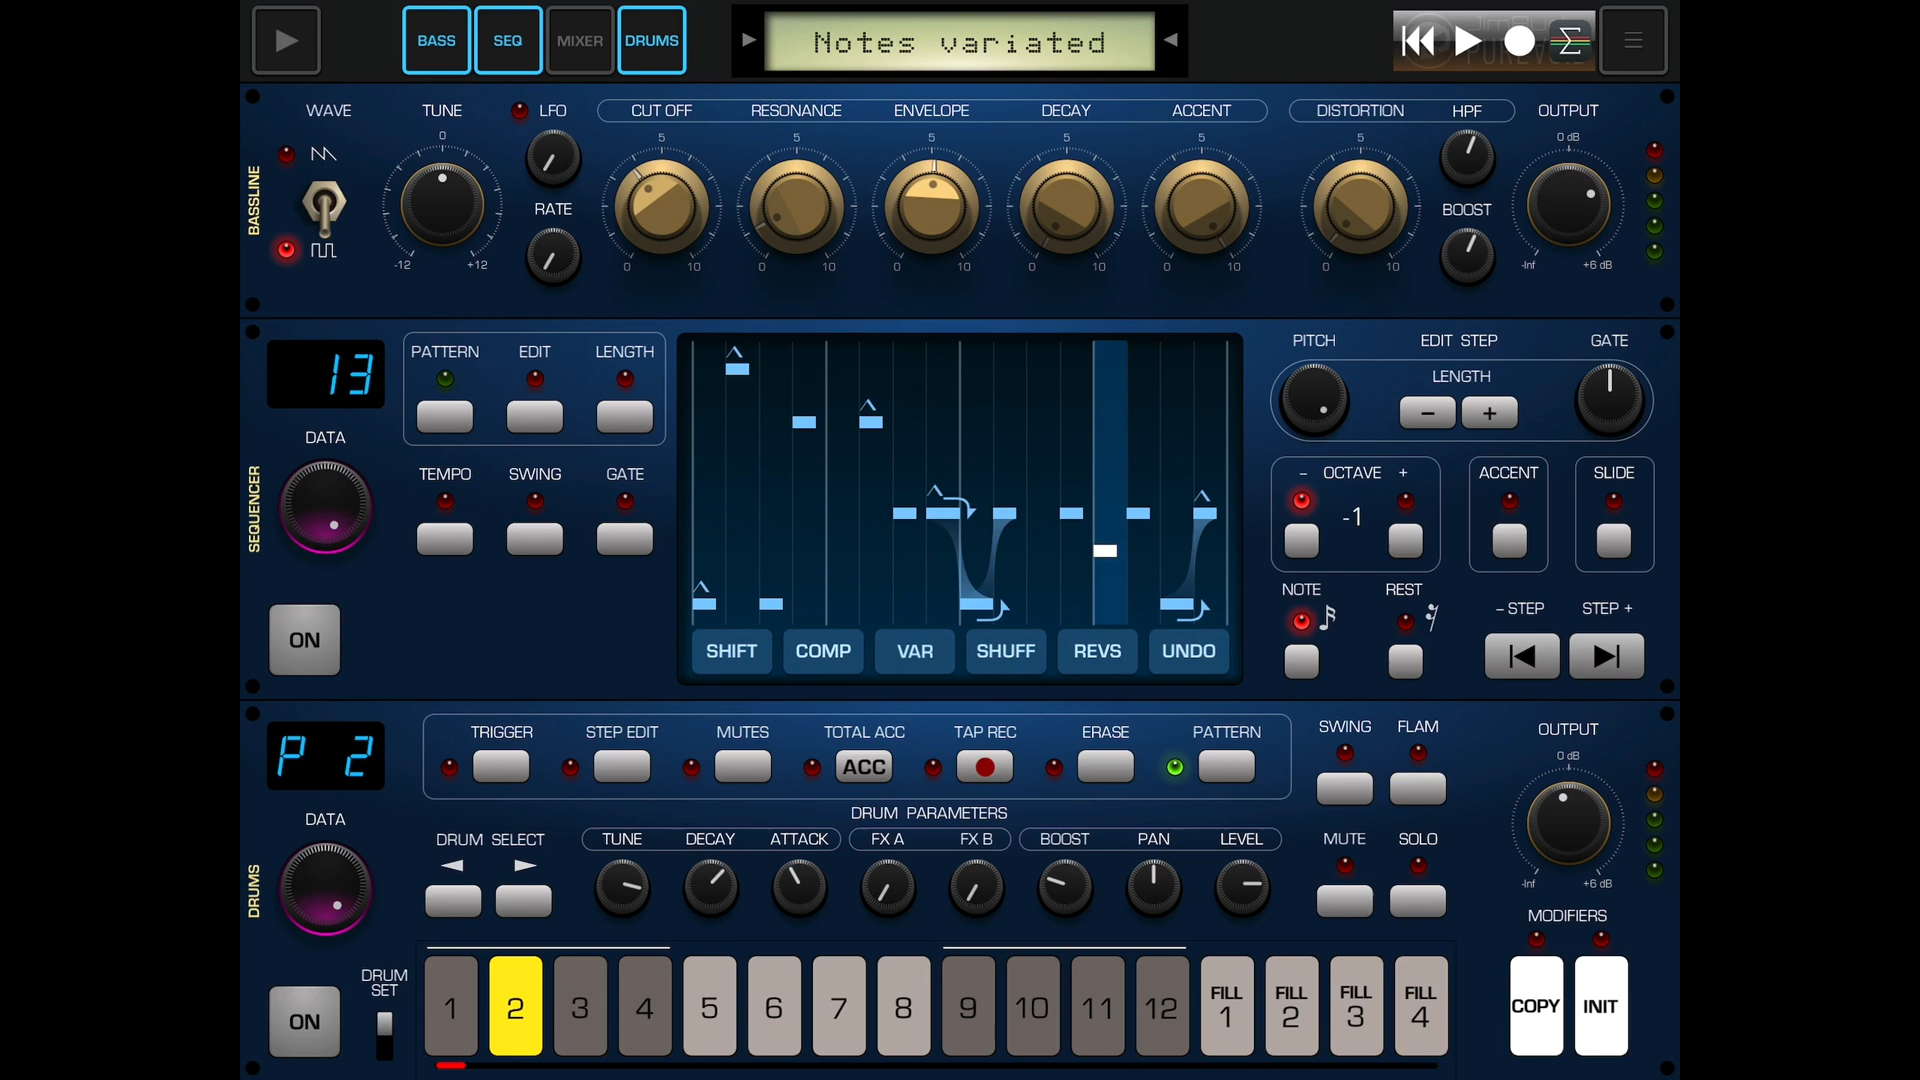 BASS SEQ MIXER DRUMS
Notes variated
WAVE TUNE LFO CUT OFF RESONANCE ENVELOPE DECAY ACCENT DISTORTION HPF OUTPUT
0 5 5 5 5 5 5 0 dB
BASSLINE
RATE BOOST
-12 +12 0 10 0 10 0 10 0 10 0 10 0 10 -Inf +6 dB
13
PATTERN EDIT LENGTH
PITCH EDIT STEP GATE
LENGTH
- +
DATA
SEQUENCER
TEMPO SWING GATE
- OCTAVE + ACCENT SLIDE
-1
NOTE REST
- STEP STEP +
ON
SHIFT COMP VAR SHUFF REVS UNDO
P 2
TRIGGER STEP EDIT MUTES TOTAL ACC TAP REC ERASE PATTERN
ACC
SWING FLAM OUTPUT
0 dB
DATA
DRUMS
DRUM PARAMETERS
DRUM SELECT TUNE DECAY ATTACK FX A FX B BOOST PAN LEVEL MUTE SOLO
-Inf +6 dB
MODIFIERS
DRUM
SET
ON
1 2 3 4 5 6 7 8 9 10 11 12 FILL 1 FILL 2 FILL 3 FILL 4
COPY INIT